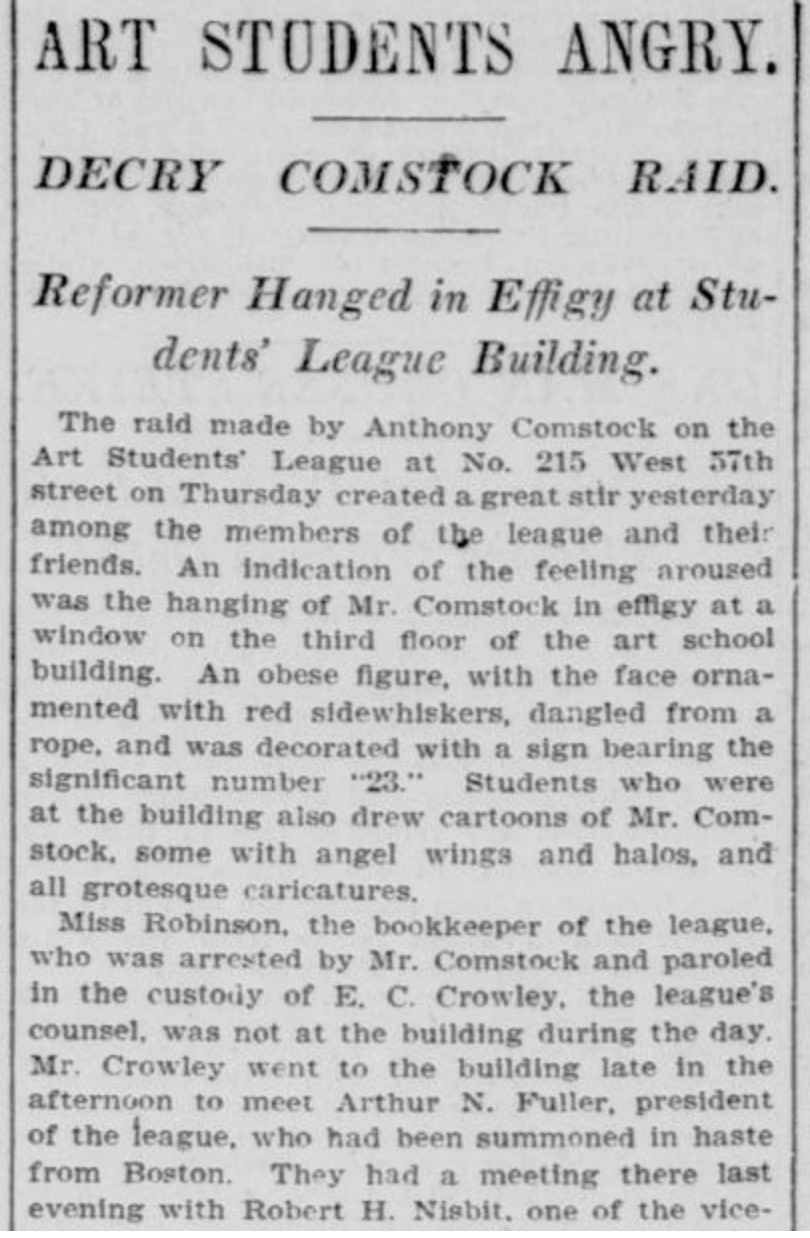 ART STUDENTS ANGRY.
DECRY COMSTOCK RAID.
Reformer Hanged in Effigy at Stu-
dents' League Building.
The raid made by Anthony Comstock on the
Art Students' League at No. 215 West 57th
street on Thursday created a great stir yesterday
among the members of the league and their
friends. An indication of the feeling aroused
was the hanging of Mr. Comstock in effigy at a
window on the third floor of the art school
building. An obese figure, with the face orna-
mented with red sidewhiskers, dangled from a
rope, and was decorated with a sign bearing the
significant number "23." Students who were
at the building also drew cartoons of Mr. Com-
stock, some with angel wings and halos, and
all grotesque caricatures.
Miss Robinson, the bookkeeper of the league,
who was arrested by Mr. Comstock and paroled
in the custody of E. C. Crowley, the league's
counsel, was not at the building during the day.
Mr. Crowley went to the building late in the
afternoon to meet Arthur N. Fuller, president
of the league, who had been summoned in haste
from Boston. They had a meeting there last
evening with Robert H. Nisbit, one of the vice-